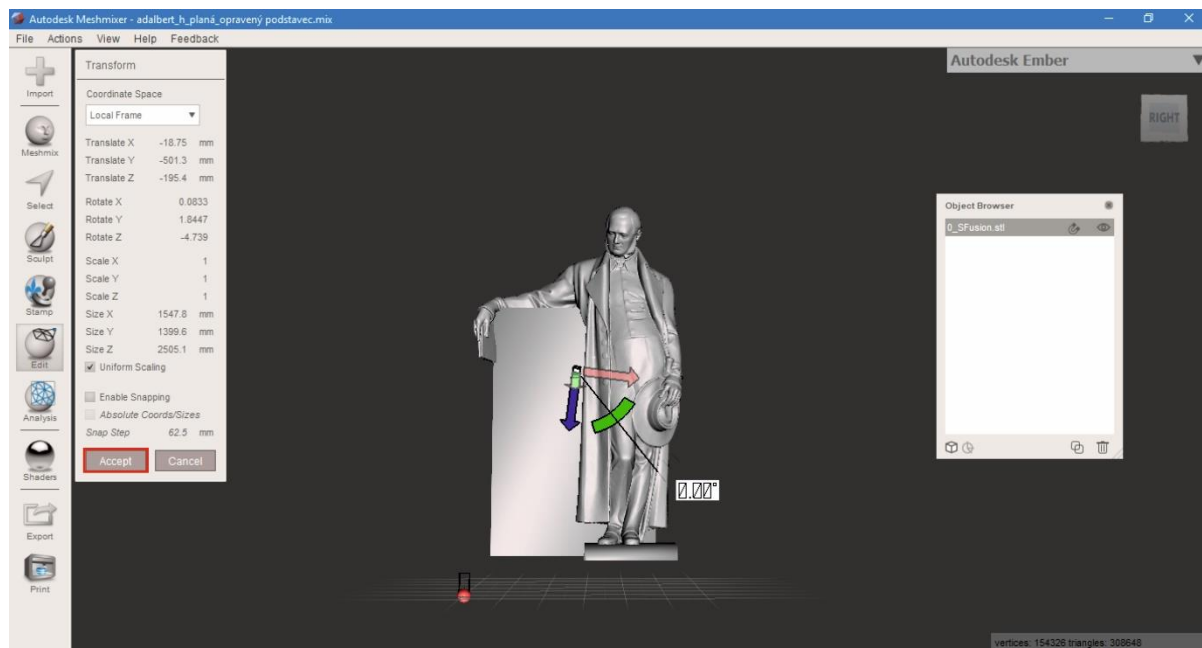 Autodesk Meshmixer - adalbert_h_planá_opravený podstavec.mix
File Actions View Help Feedback
Import
Meshmix
Select
Sculpt
Stamp
Edit
Analysis
Shaders
Export
Print
Transform
Coordinate Space
Local Frame
Translate X -18.75 mm
Translate Y -501.3 mm
Translate Z -195.4 mm
Rotate X 0.0833
Rotate Y 1.8447
Rotate Z -4.739
Scale X 1
Scale Y 1
Scale Z 1
Size X 1547.8 mm
Size Y 1399.6 mm
Size Z 2505.1 mm
Uniform Scaling
Enable Snapping
Absolute Coords/Sizes
Snap Step 62.5 mm
Accept Cancel
0.00°
Autodesk Ember
RIGHT
Object Browser
0_SFusion.stl
vertices: 154326 triangles: 308648